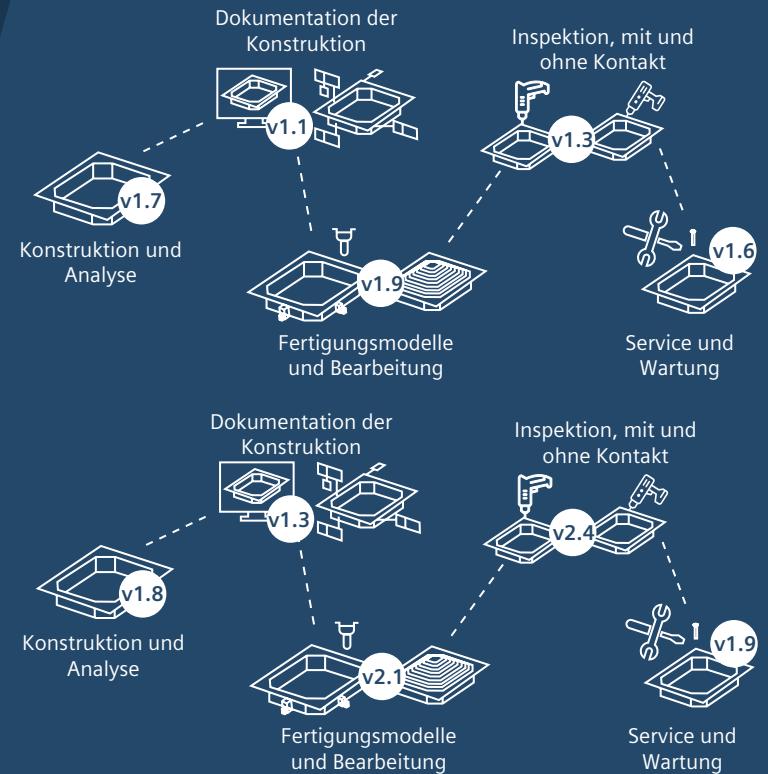 Dokumentation der
Konstruktion
v1.1
Inspektion, mit und
ohne Kontakt
v1.3
v1.7
Konstruktion und
Analyse
v1.9
Fertigungsmodelle
und Bearbeitung
v1.6
Service und
Wartung
Dokumentation der
Konstruktion
v1.3
Inspektion, mit und
ohne Kontakt
v2.4
v1.8
Konstruktion und
Analyse
v2.1
Fertigungsmodelle
und Bearbeitung
v1.9
Service und
Wartung